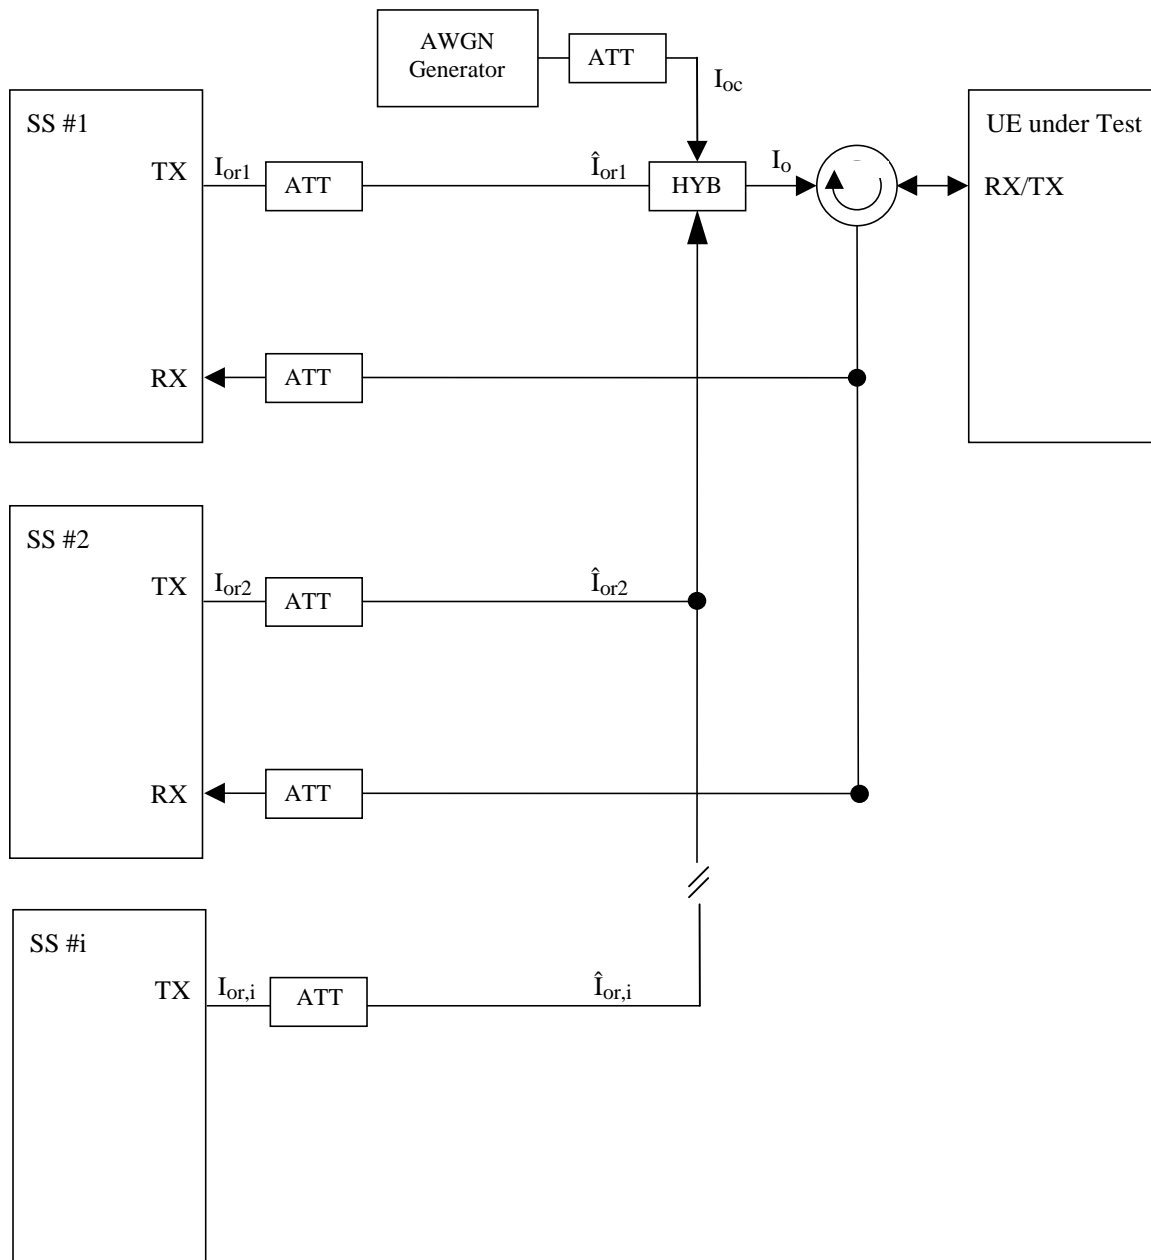 AWGN
Generator
ATT
I_oc
SS #1
UE under Test
TX
I_or1
ATT
Î_or1
HYB
I_o
RX/TX
RX
ATT
SS #2
TX
I_or2
ATT
Î_or2
RX
ATT
SS #i
TX
I_or,i
ATT
Î_or,i